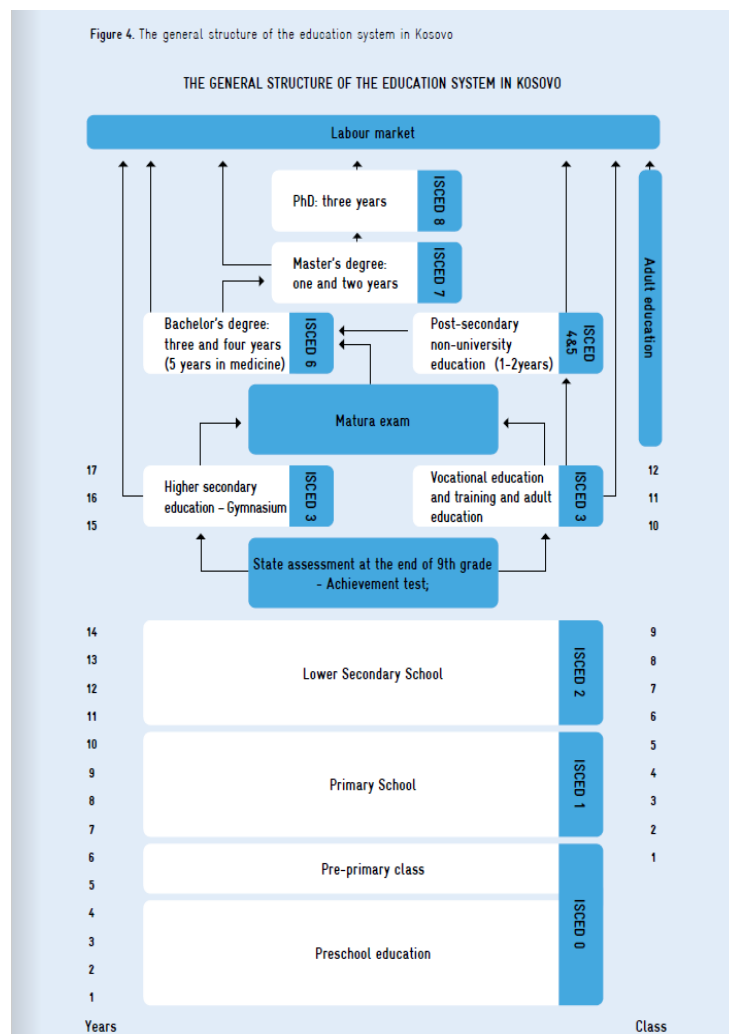 Figure 4. The general structure of the education system in Kosovo
THE GENERAL STRUCTURE OF THE EDUCATION SYSTEM IN KOSOVO
Labour market
PhD: three years
ISCED 8
Master's degree:
one and two years
ISCED 7
Adult education
Bachelor's degree:
three and four years
(5 years in medicine)
ISCED 6
Post-secondary
non-university
education (1-2years)
ISCED
4&5
Matura exam
17
16
15
Higher secondary
education – Gymnasium
ISCED 3
Vocational education
and training and adult
education
ISCED 3
12
11
10
State assessment at the end of 9th grade
- Achievement test;
14
13
12
11
Lower Secondary School
ISCED 2
9
8
7
6
10
9
8
7
Primary School
ISCED 1
5
4
3
2
6
5
Pre-primary class
1
4
3
2
1
Preschool education
ISCED 0
Years
Class